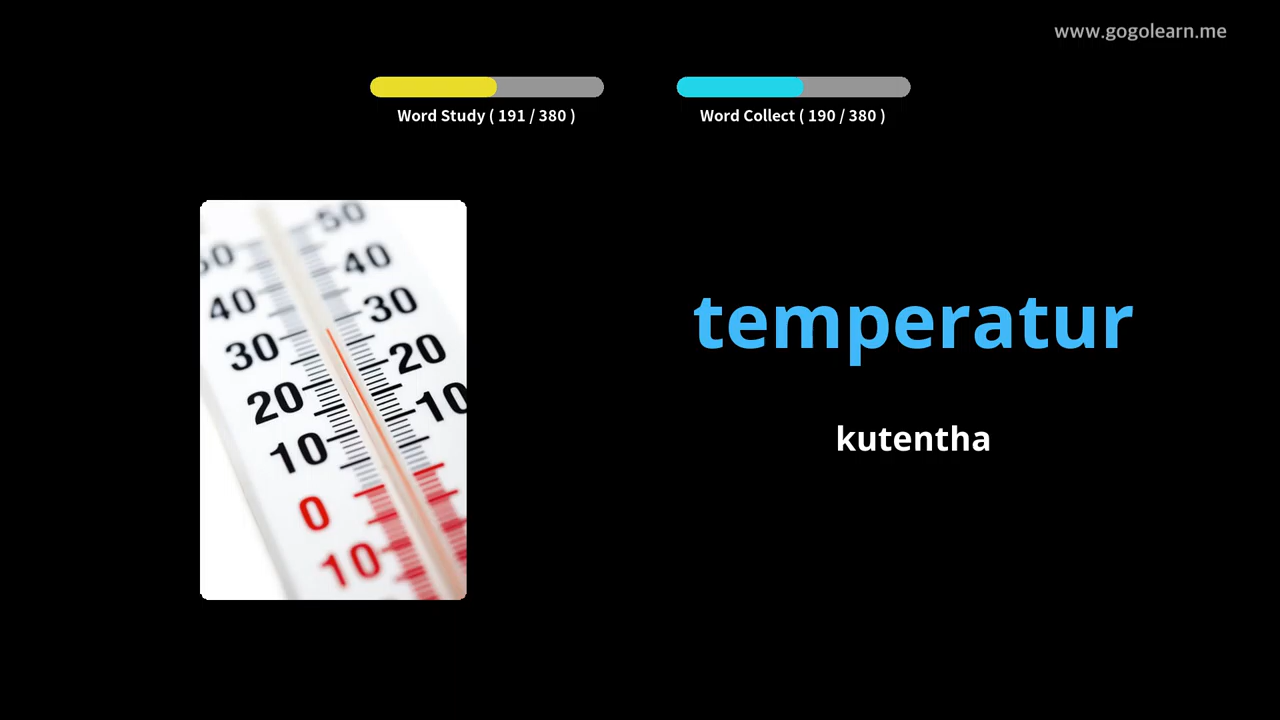 www.gogolearn.me
Word Study ( 191 / 380 )
Word Collect ( 190 / 380 )
50
40
30
20
10
40
30
20
10
0
10
temperatur
kutentha